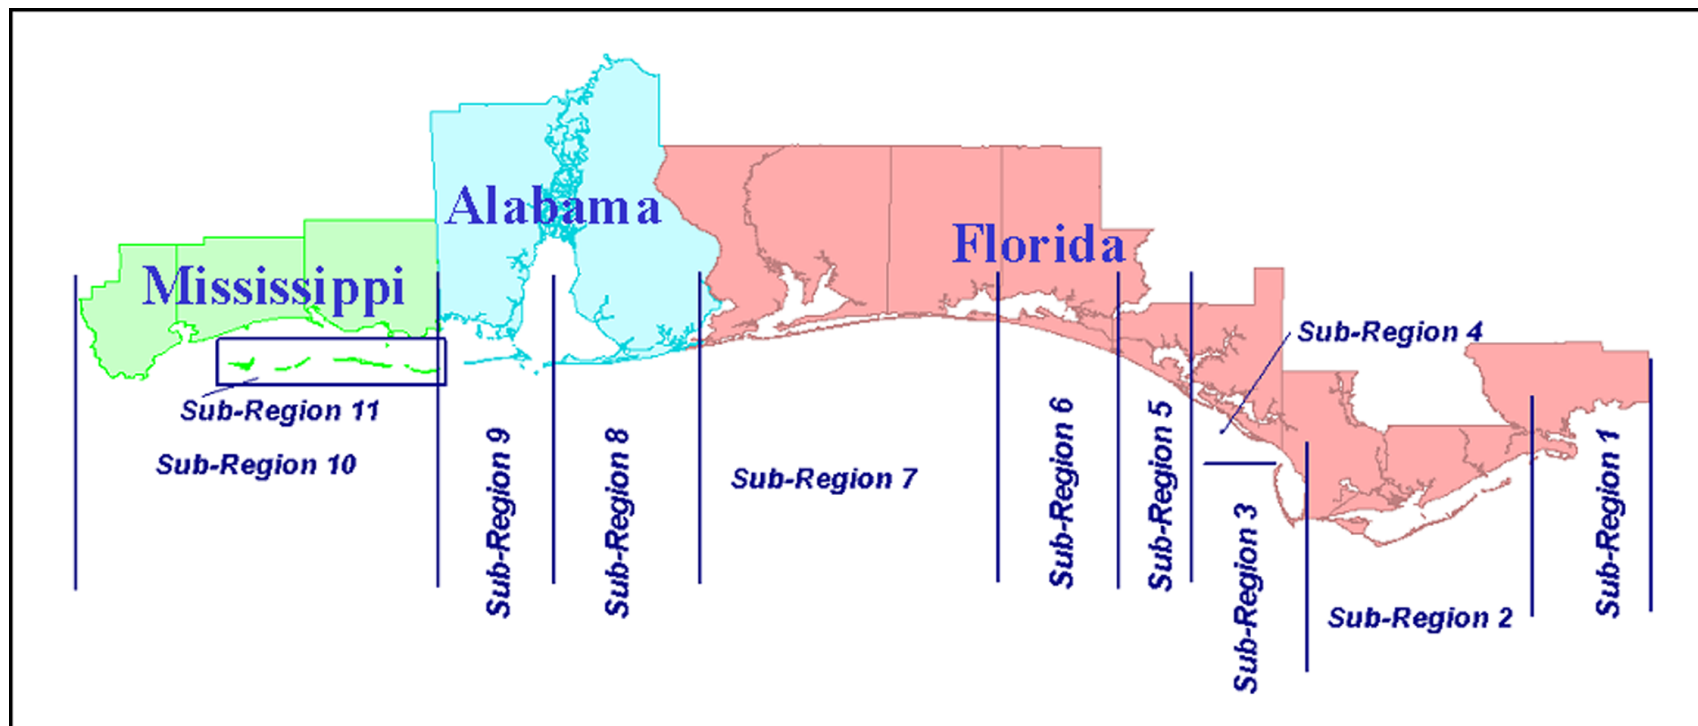 Alabama
Florida
Mississippi
Sub-Region 4
Sub-Region 11
Sub-Region 10
Sub-Region 9
Sub-Region 8
Sub-Region 7
Sub-Region 6
Sub-Region 5
Sub-Region 3
Sub-Region 2
Sub-Region 1